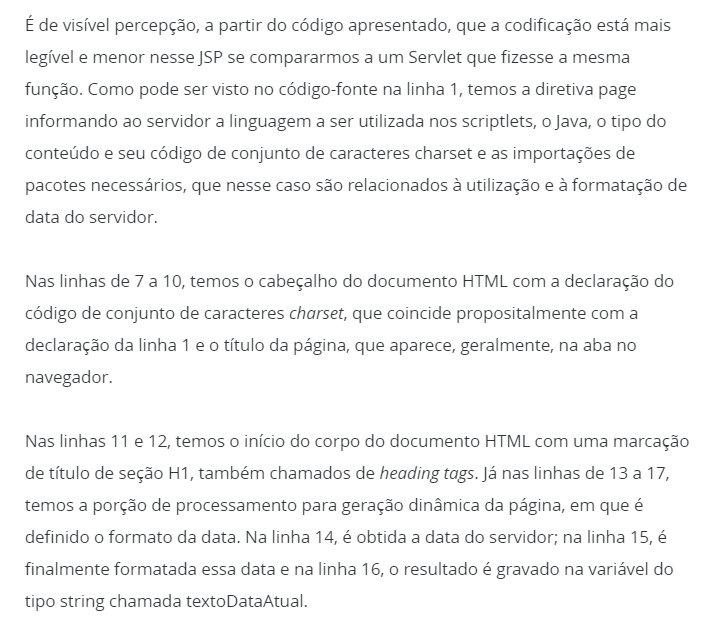 É de visível percepção, a partir do código apresentado, que a codificação está mais
legível e menor nesse JSP se compararmos a um Servlet que fizesse a mesma
função. Como pode ser visto no código-fonte na linha 1, temos a diretiva page
informando ao servidor a linguagem a ser utilizada nos scriptlets, o Java, o tipo do
conteúdo e seu código de conjunto de caracteres charset e as importações de
pacotes necessários, que nesse caso são relacionados à utilização e à formatação de
data do servidor.
Nas linhas de 7 a 10, temos o cabeçalho do documento HTML com a declaração do
código de conjunto de caracteres charset, que coincide propositalmente com a
declaração da linha 1 e o título da página, que aparece, geralmente, na aba no
navegador.
Nas linhas 11 e 12, temos o início do corpo do documento HTML com uma marcação
de título de seção H1, também chamados de heading tags. Já nas linhas de 13 a 17,
temos a porção de processamento para geração dinâmica da página, em que é
definido o formato da data. Na linha 14, é obtida a data do servidor; na linha 15, é
finalmente formatada essa data e na linha 16, o resultado é gravado na variável do
tipo string chamada textoDataAtual.